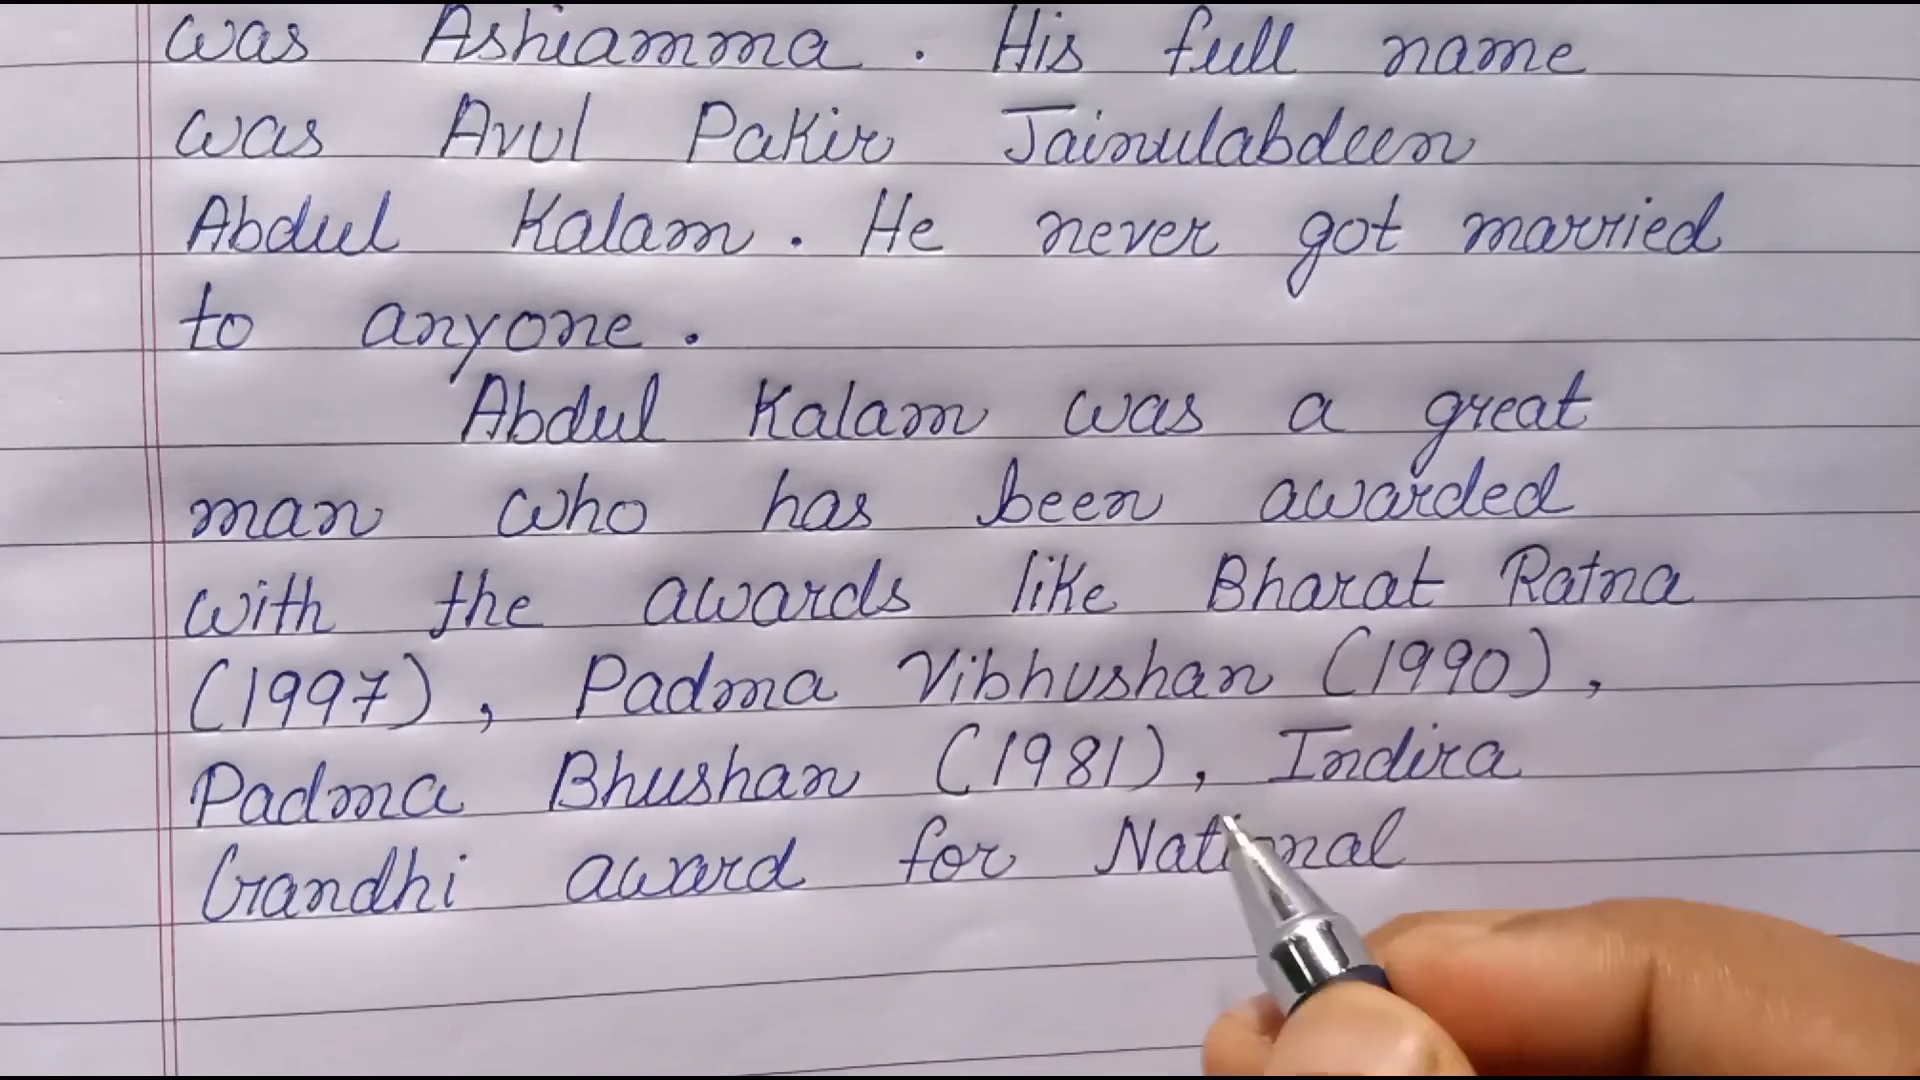 was Ashiamma. His full name
was Avul Pakir Jainulabdeen
Abdul Kalam. He never got married
to anyone.
Abdul Kalam was a great
man who has been awarded
with the awards like Bharat Ratna
(1997), Padma Vibhushan (1990),
Padma Bhushan (1981), Indira
Gandhi award for National